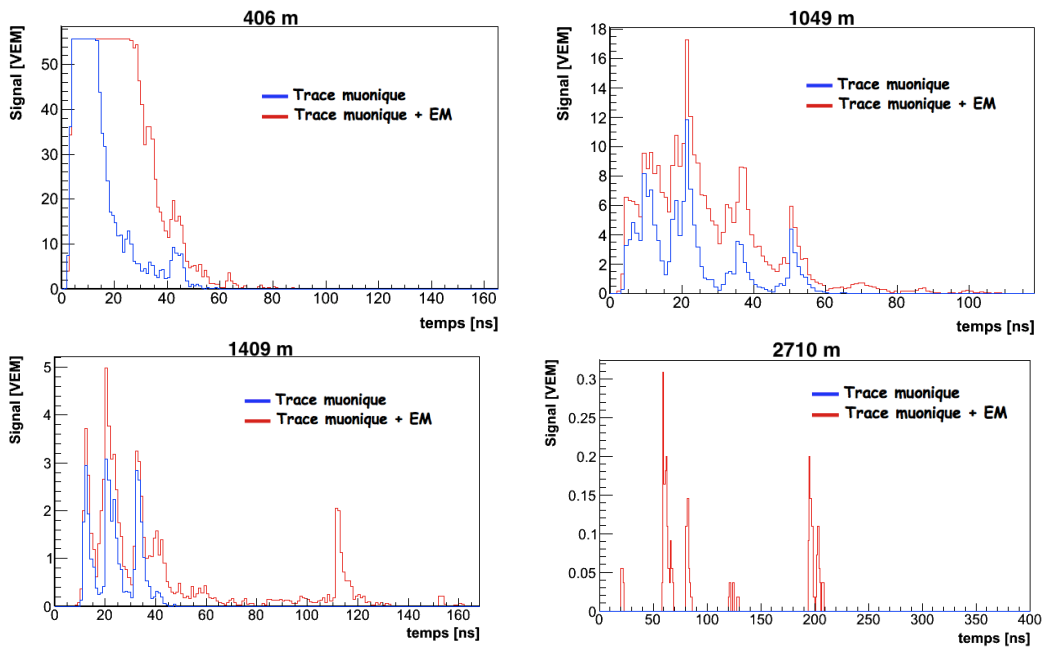 406 m
Signal [VEM]
50
40
30
20
10
0
Trace muonique
Trace muonique + EM
0 20 40 60 80 100 120 140 160
temps [ns]
1049 m
Signal [VEM]
18
16
14
12
10
8
6
4
2
0
Trace muonique
Trace muonique + EM
0 20 40 60 80 100
temps [ns]
1409 m
Signal [VEM]
5
4
3
2
1
0
Trace muonique
Trace muonique + EM
0 20 40 60 80 100 120 140 160
temps [ns]
2710 m
Signal [VEM]
0.3
0.25
0.2
0.15
0.1
0.05
0
Trace muonique
Trace muonique + EM
0 50 100 150 200 250 300 350 400
temps [ns]